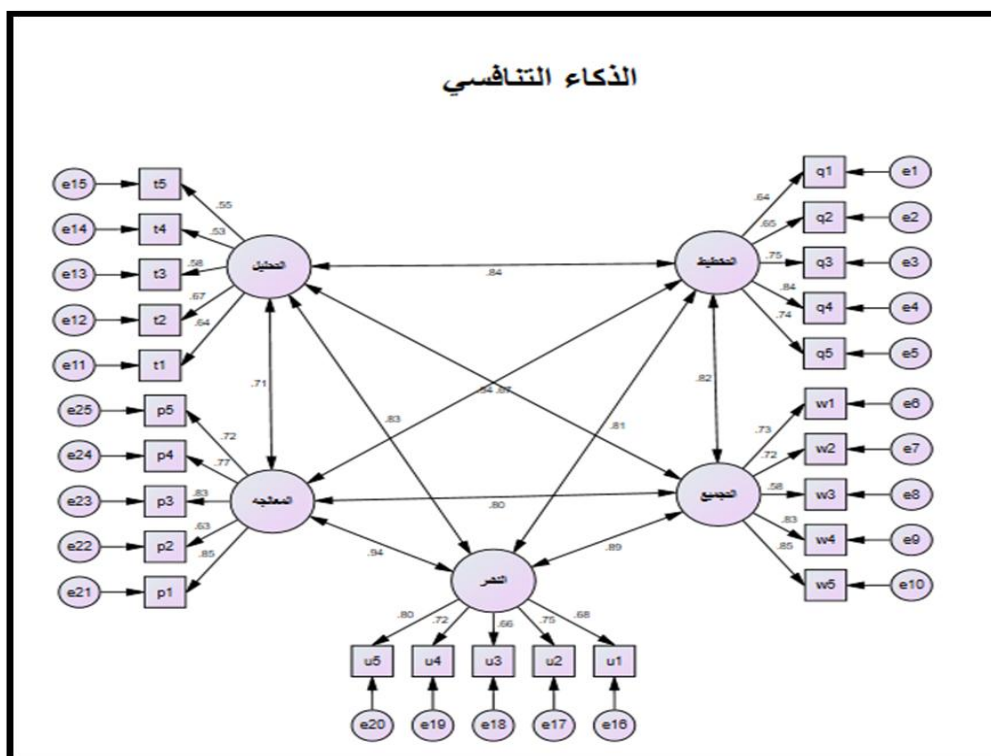 الذكاء التنافسي
e15 t5 .55
e14 t4 .53
e13 t3 .58
e12 t2 .67
e11 t1 .64
التحليل
q1 e1 .64
q2 e2 .65
q3 e3 .75
q4 e4 .84
q5 e5 .74
التخطيط
.84
.71
.83
.81
.82
e25 p5 .72
e24 p4 .77
e23 p3 .83
e22 p2 .63
e21 p1 .85
المعالجه
w1 e6 .73
w2 e7 .72
w3 e8 .58
w4 e9 .83
w5 e10 .85
التجميع
.80
.94
.89
النشر
.80 .72 .66 .75 .68
u5 u4 u3 u2 u1
e20 e19 e18 e17 e16